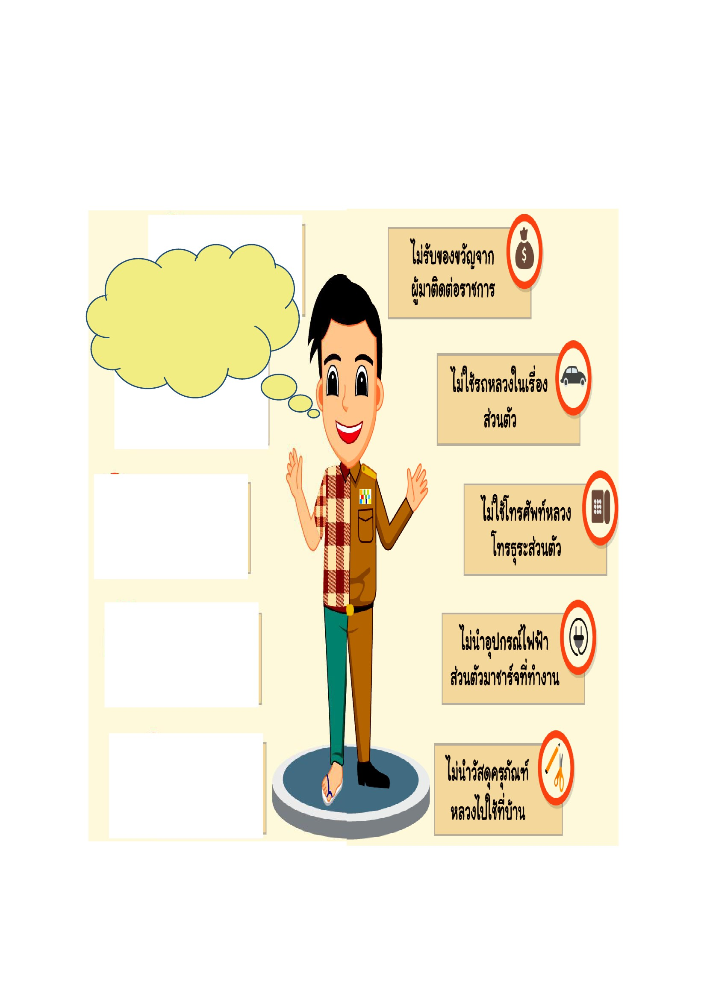 ไม่รับของขวัญจาก
ผู้มาติดต่อราชการ
ไม่ใช้รถหลวงในเรื่อง
ส่วนตัว
ไม่ใช้โทรศัพท์หลวง
โทรธุระส่วนตัว
ไม่นำอุปกรณ์ไฟฟ้า
ส่วนตัวมาชาร์จที่ทำงาน
ไม่นำวัสดุครุภัณฑ์
หลวงไปใช้ที่บ้าน